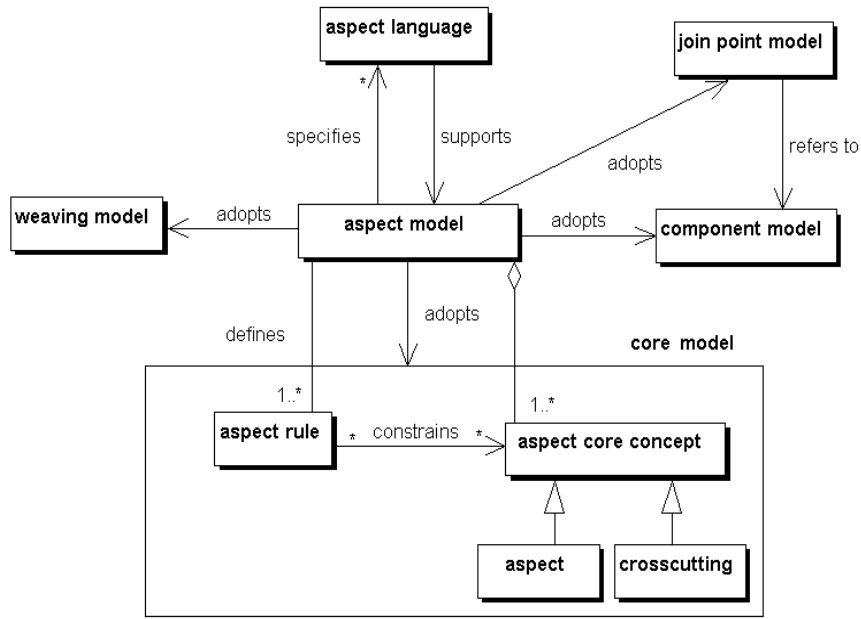 aspect language
join point model
*
specifies
supports
adopts
refers to
weaving model
adopts
aspect model
adopts
component model
defines
adopts
core model
1..*
1..*
aspect rule
*
constrains
*
aspect core concept
aspect
crosscutting